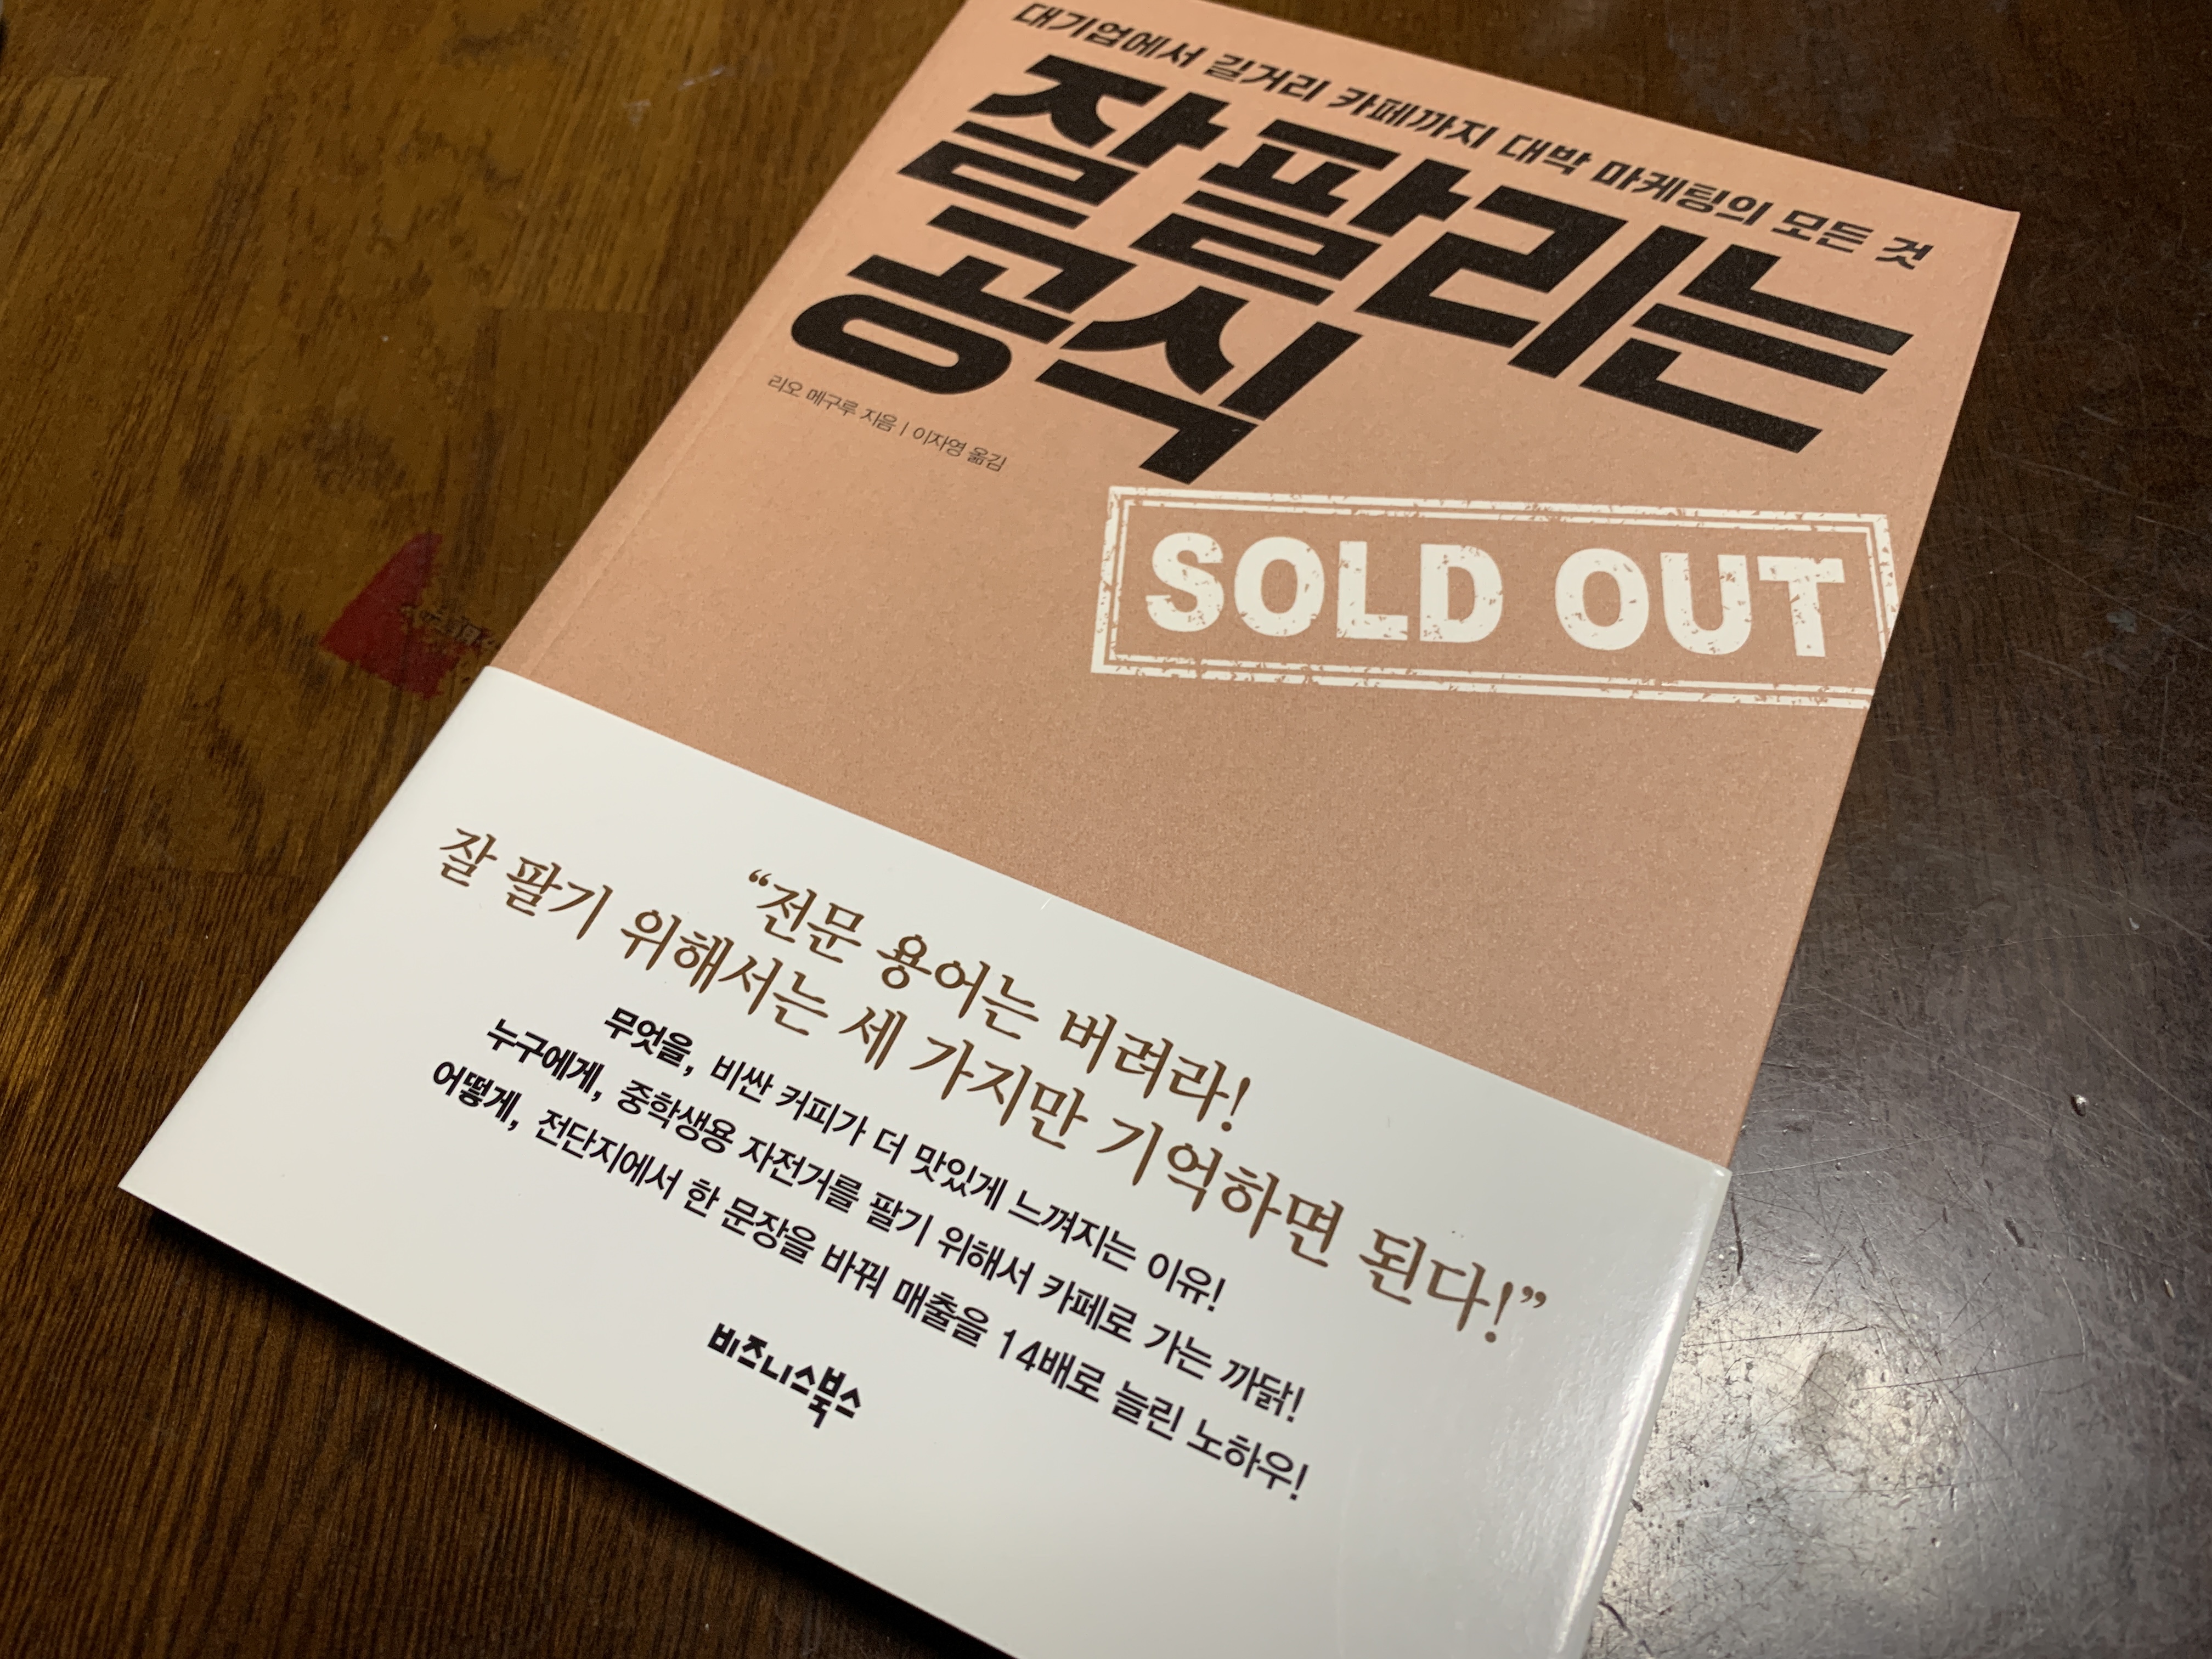 대기업에서 길거리 카페까지 대박 마케팅의 모든 것
잘 팔리는
공식
리오 메구루 지음 | 이자영 옮김
SOLD OUT
“전문 용어는 버려라!
잘 팔기 위해서는 세 가지만 기억하면 된다!”
무엇을, 비싼 커피가 더 맛있게 느껴지는 이유!
누구에게, 중학생용 자전거를 팔기 위해서 카페로 가는 까닭!
어떻게, 전단지에서 한 문장을 바꿔 매출을 14배로 늘린 노하우!
비즈니스북스